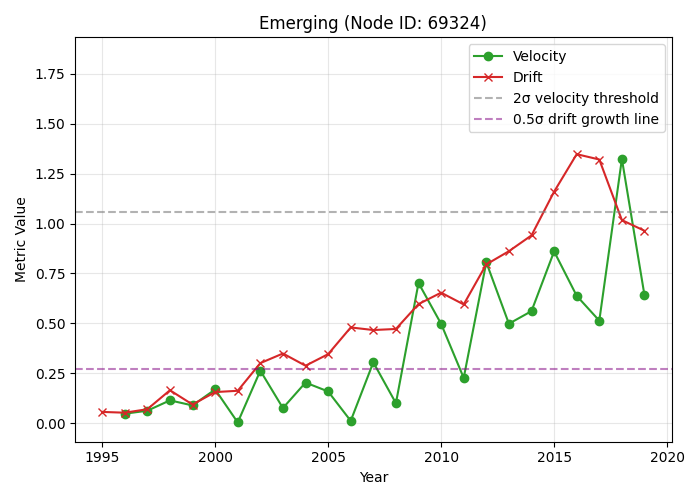 Emerging (Node ID: 69324)
Velocity
Drift
2σ velocity threshold
0.5σ drift growth line
Metric Value
1.75
1.50
1.25
1.00
0.75
0.50
0.25
0.00
1995
2000
2005
2010
2015
2020
Year